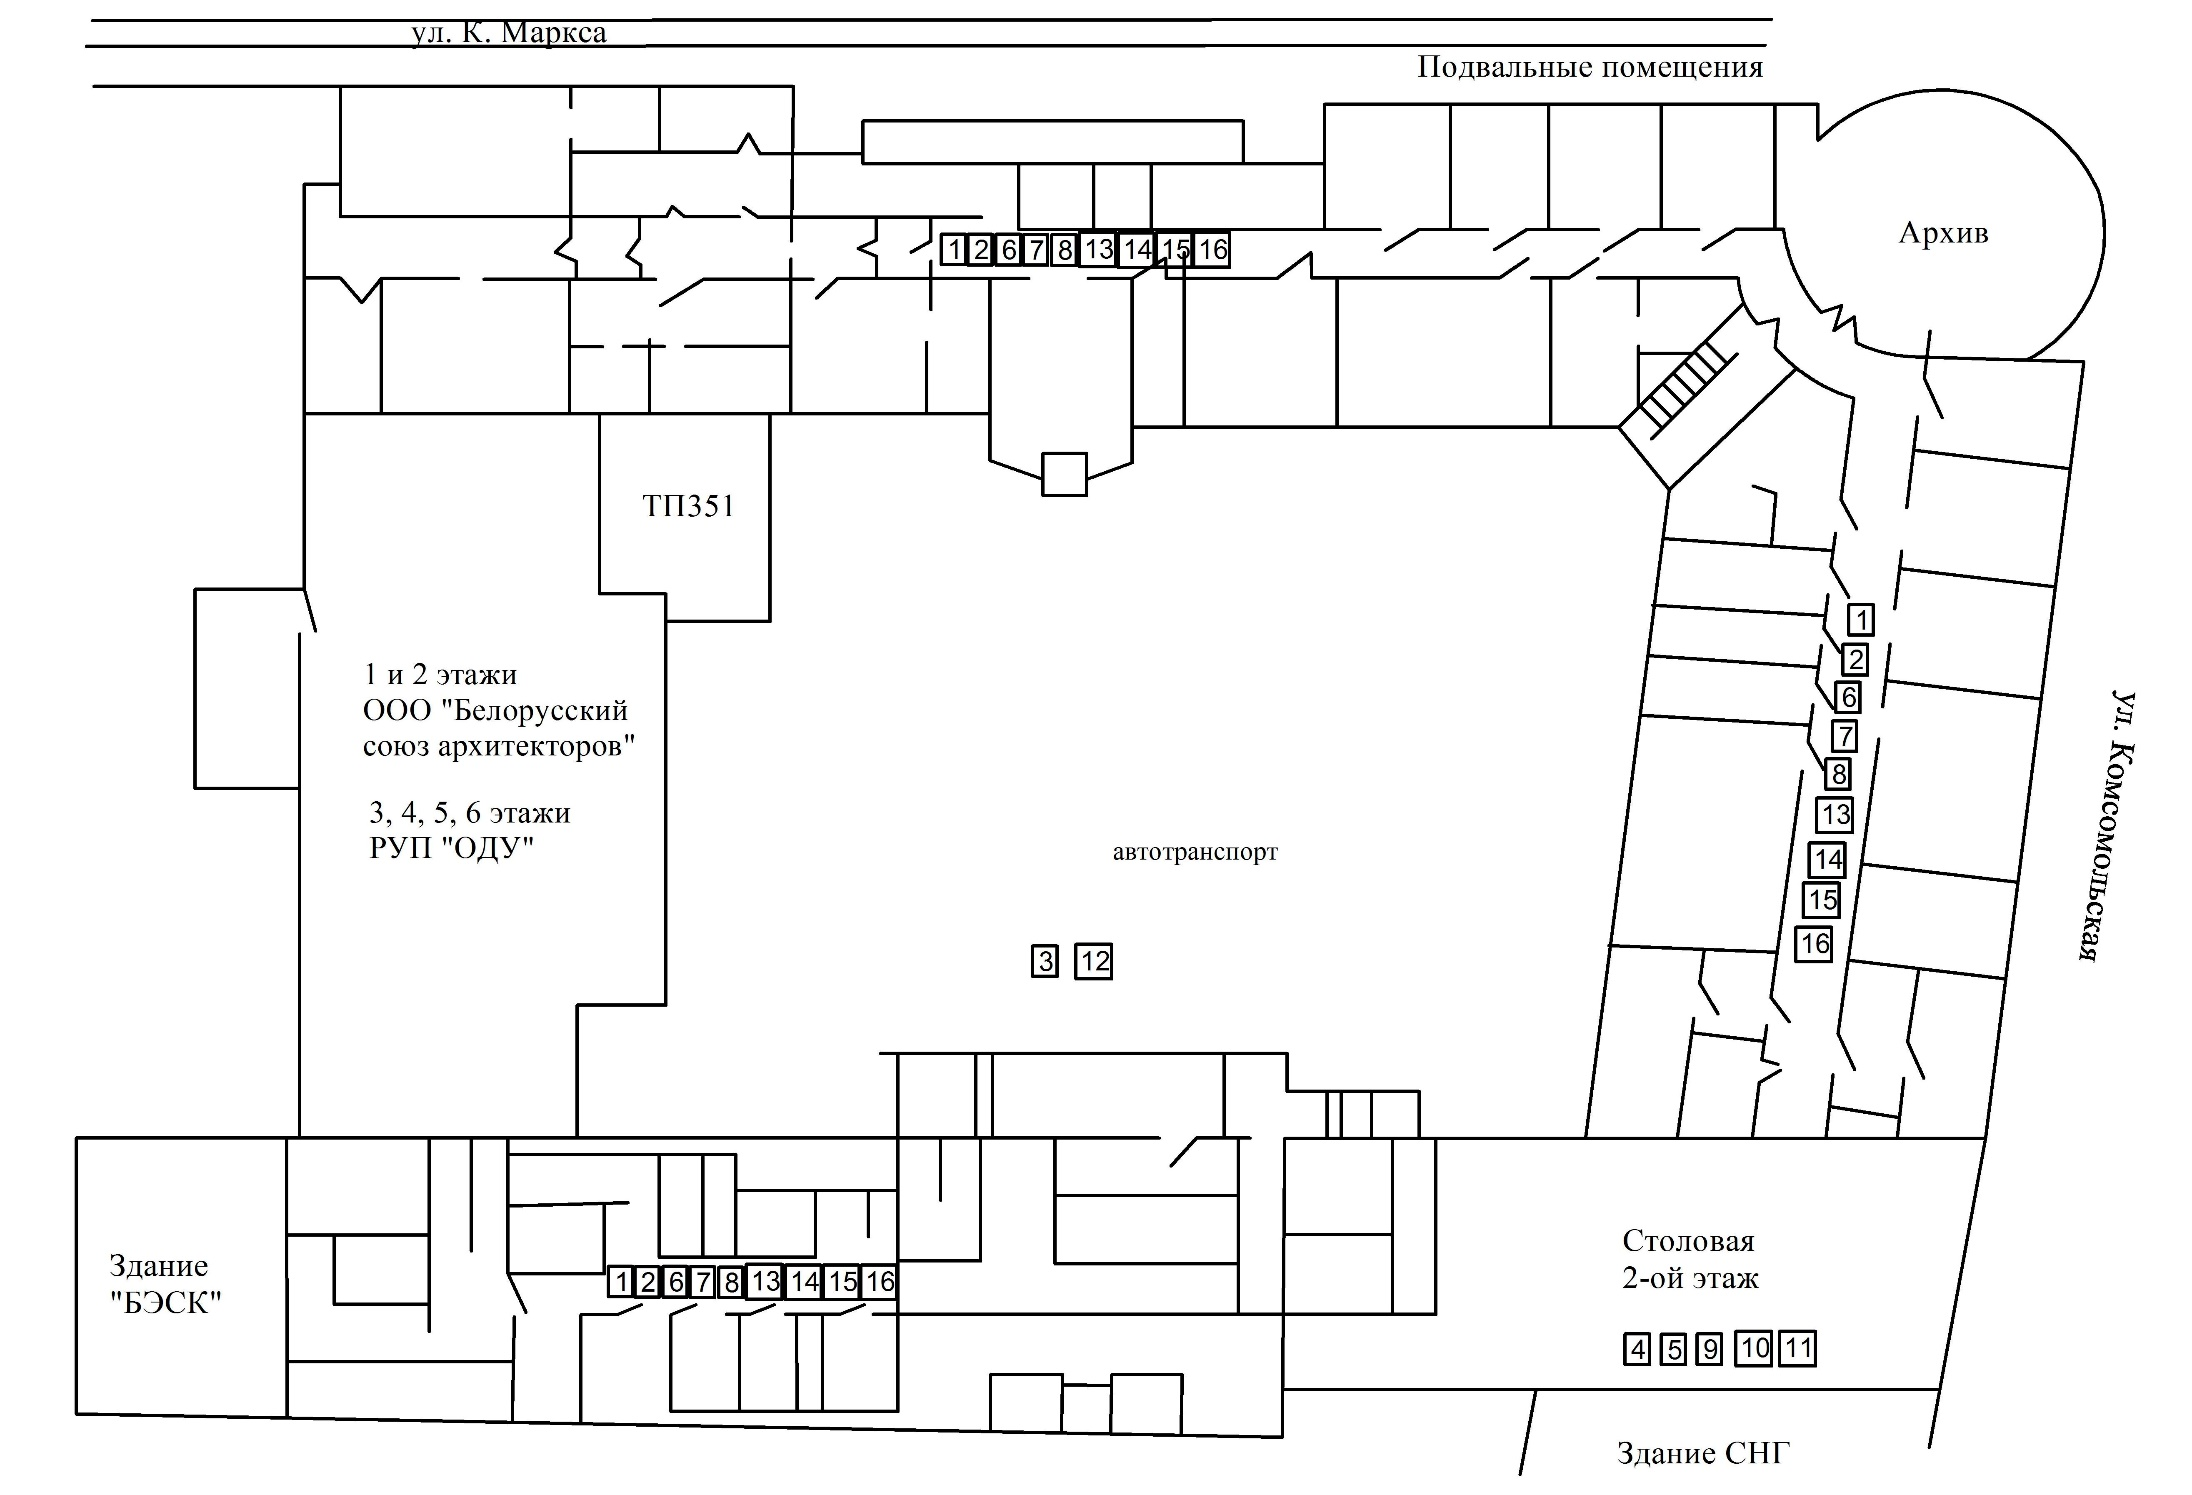 ул. К. Маркса
Подвальные помещения
Архив
1 2 6 7 8 13 14 15 16
ТП351
1 и 2 этажи
ООО "Белорусский
союз архитекторов"
3, 4, 5, 6 этажи
РУП "ОДУ"
автотранспорт
3 12
1
2
6
7
8
13
14
15
16
ул. Комсомольская
Здание
"БЭСК"
1 2 6 7 8 13 14 15 16
Столовая
2-ой этаж
4 5 9 10 11
Здание СНГ